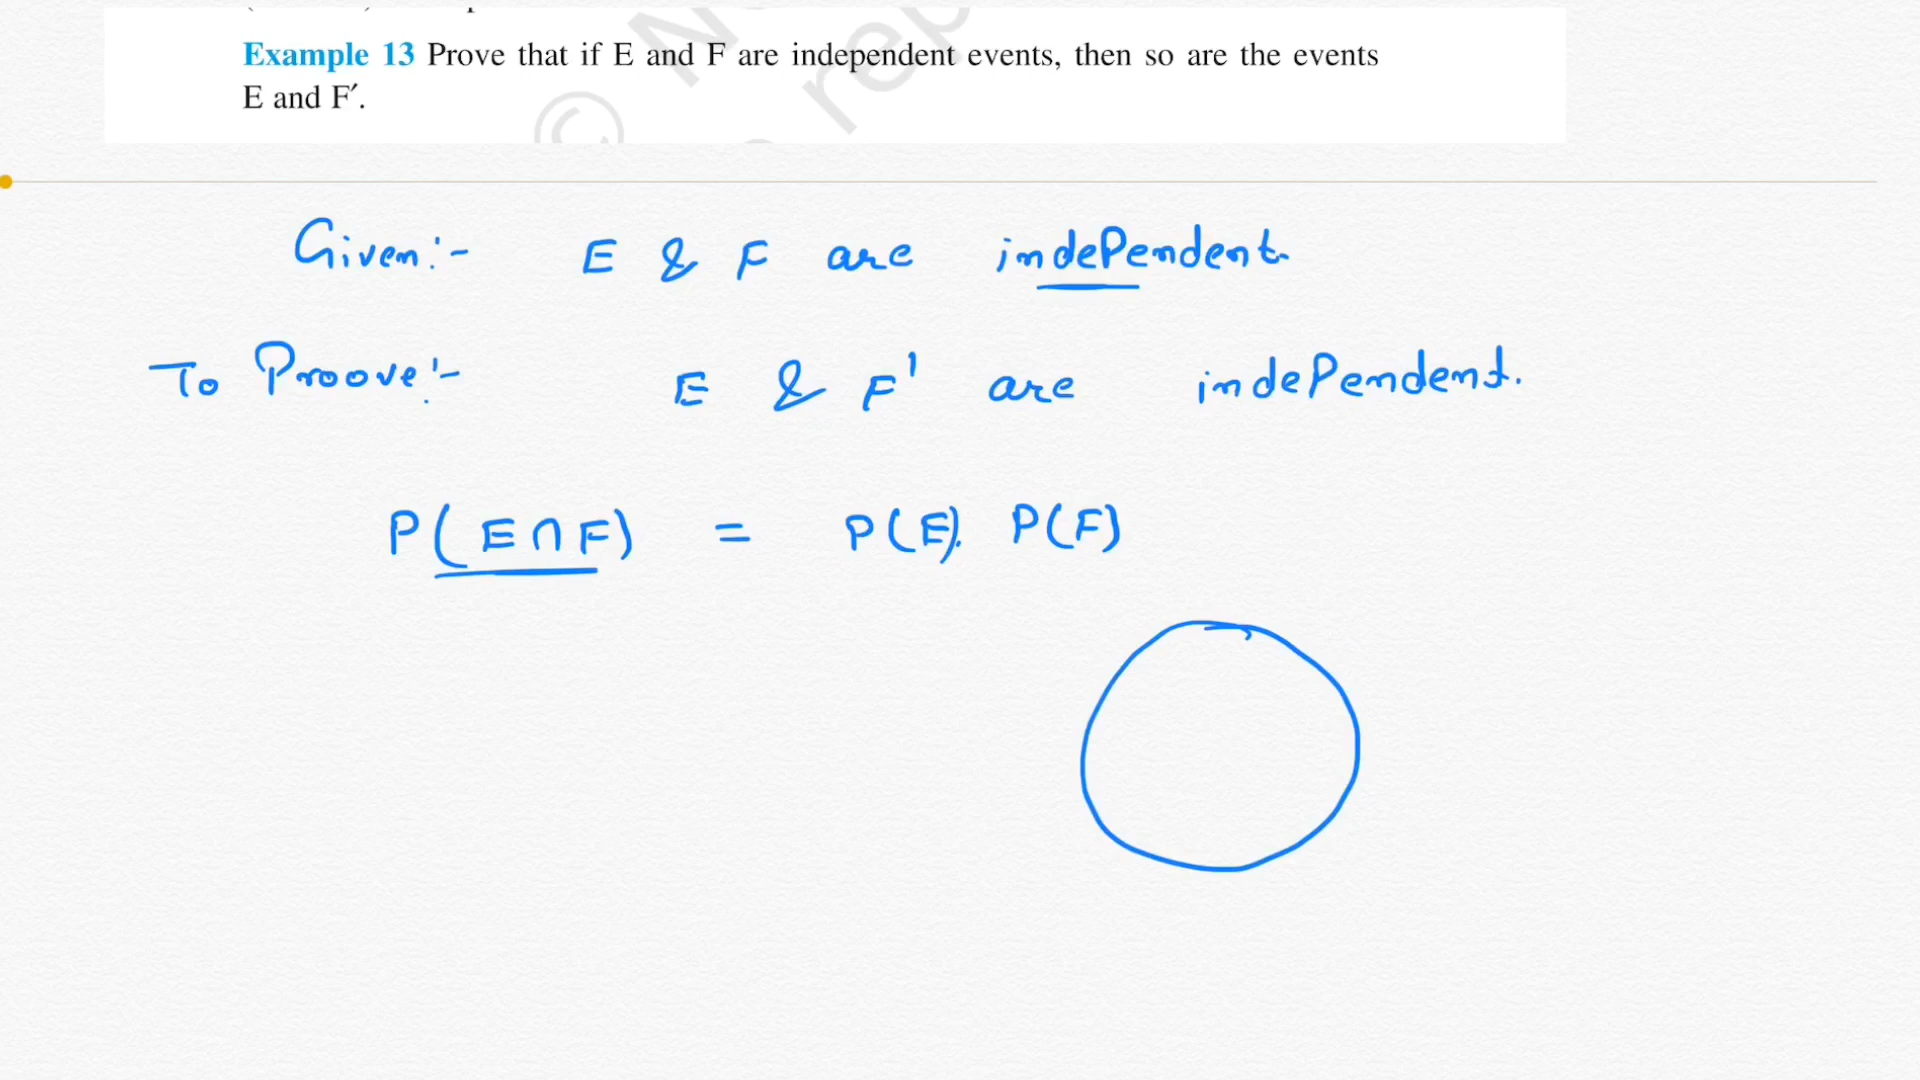 Example 13 Prove that if E and F are independent events, then so are the events
E and F′.
Given:- E & F are independent.
To Proove:- E & F' are independent.
P(E∩F) = P(E). P(F)